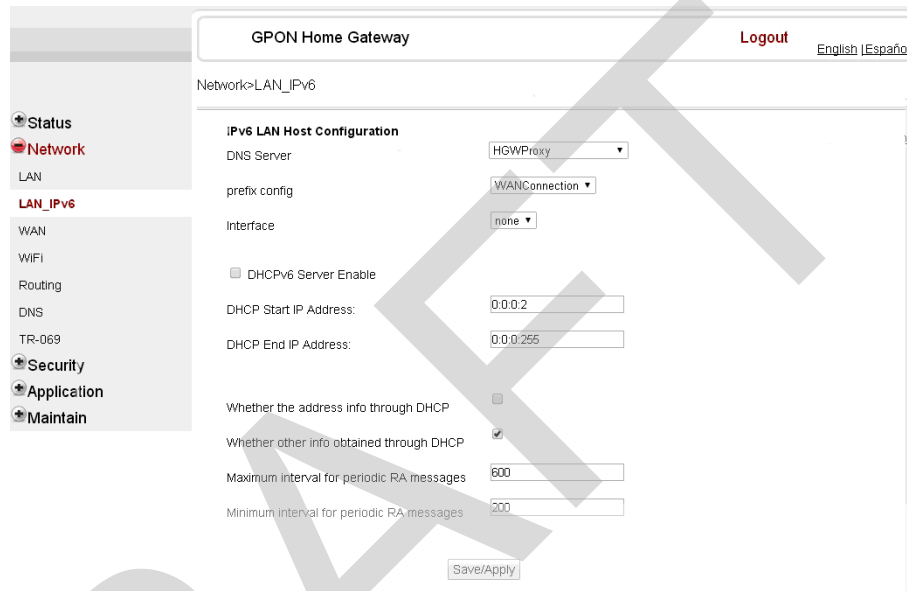 GPON Home Gateway
Logout
English | Españo
Network>LAN_IPv6
Status
Network
LAN
LAN_IPv6
WAN
WiFi
Routing
DNS
TR-069
Security
Application
Maintain
IPv6 LAN Host Configuration
DNS Server HGWProxy
prefix config WANConnection
Interface none
DHCPv6 Server Enable
DHCP Start IP Address: 0:0:0:2
DHCP End IP Address: 0:0:0:255
Whether the address info through DHCP
Whether other info obtained through DHCP
Maximum interval for periodic RA messages 600
Minimum interval for periodic RA messages 200
Save/Apply